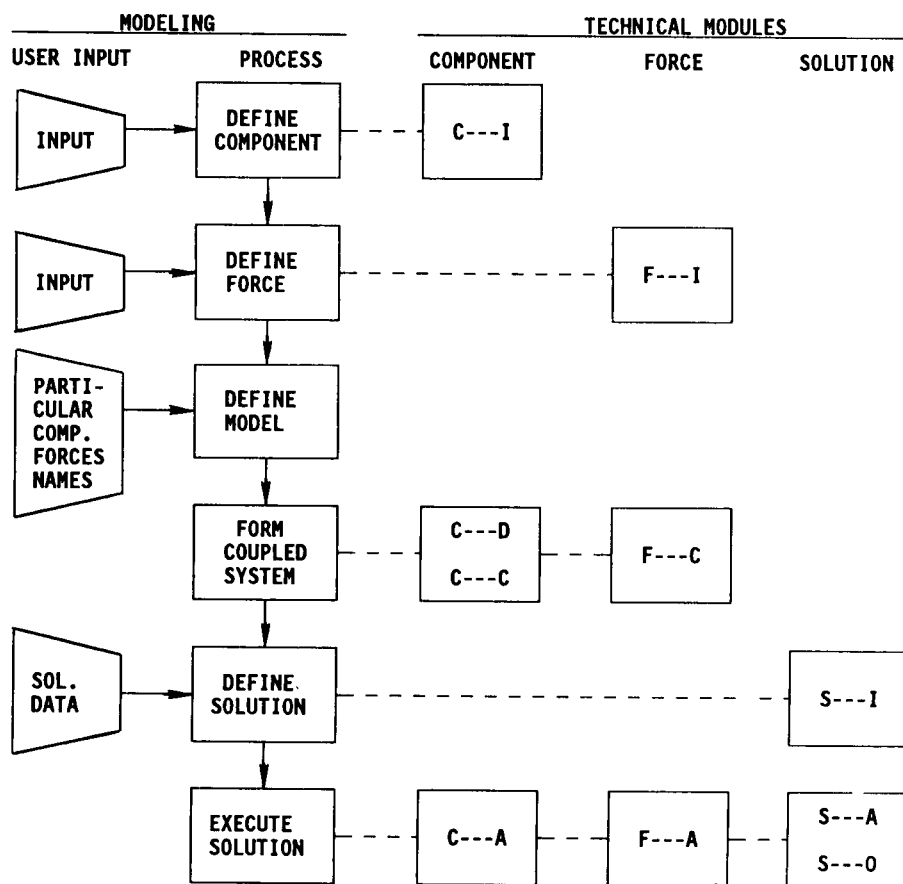 MODELING
TECHNICAL MODULES
USER INPUT
PROCESS
COMPONENT
FORCE
SOLUTION
INPUT
DEFINE
COMPONENT
C---I
INPUT
DEFINE
FORCE
F---I
PARTI-
CULAR
COMP.
FORCES
NAMES
DEFINE
MODEL
FORM
COUPLED
SYSTEM
C---D
C---C
F---C
SOL.
DATA
DEFINE
SOLUTION
S---I
EXECUTE
SOLUTION
C---A
F---A
S---A
S---O